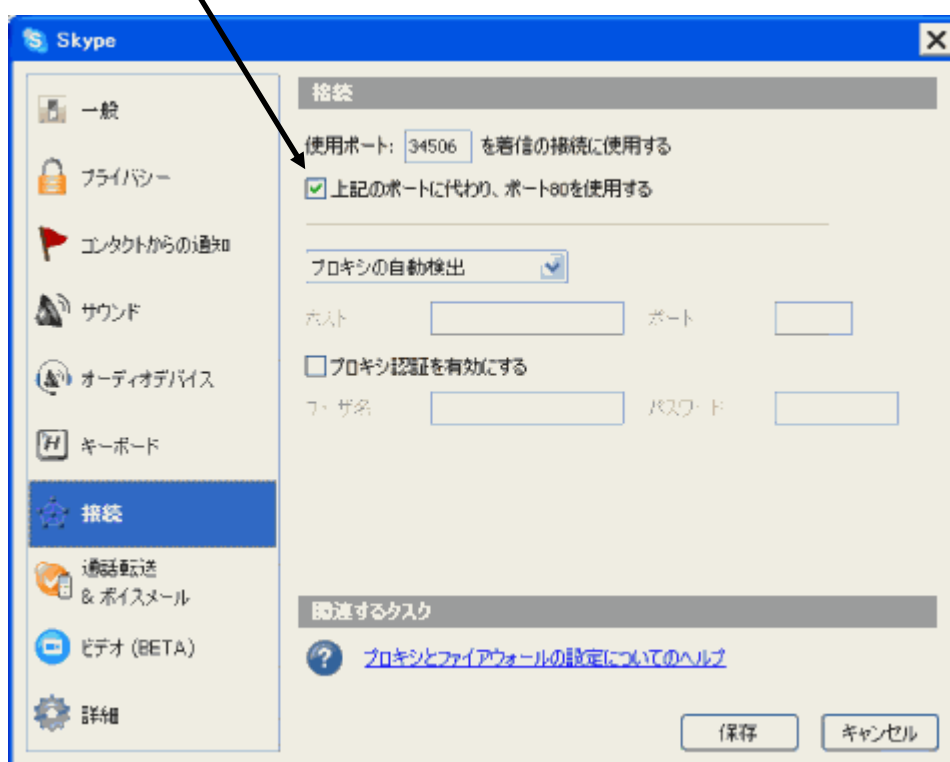 Skype
一般
プライバシー
コンタクトからの通知
サウンド
オーディオデバイス
キーボード
接続
通話転送
& ボイスメール
ビデオ (BETA)
詳細
接続
使用ポート: 34506 を着信の接続に使用する
上記のポートに代わり、ポート80を使用する
プロキシの自動検出
ホスト ポート
プロキシ認証を有効にする
ユーザ名 パスワード
関連するタスク
プロキシとファイアウォールの設定についてのヘルプ
保存 キャンセル